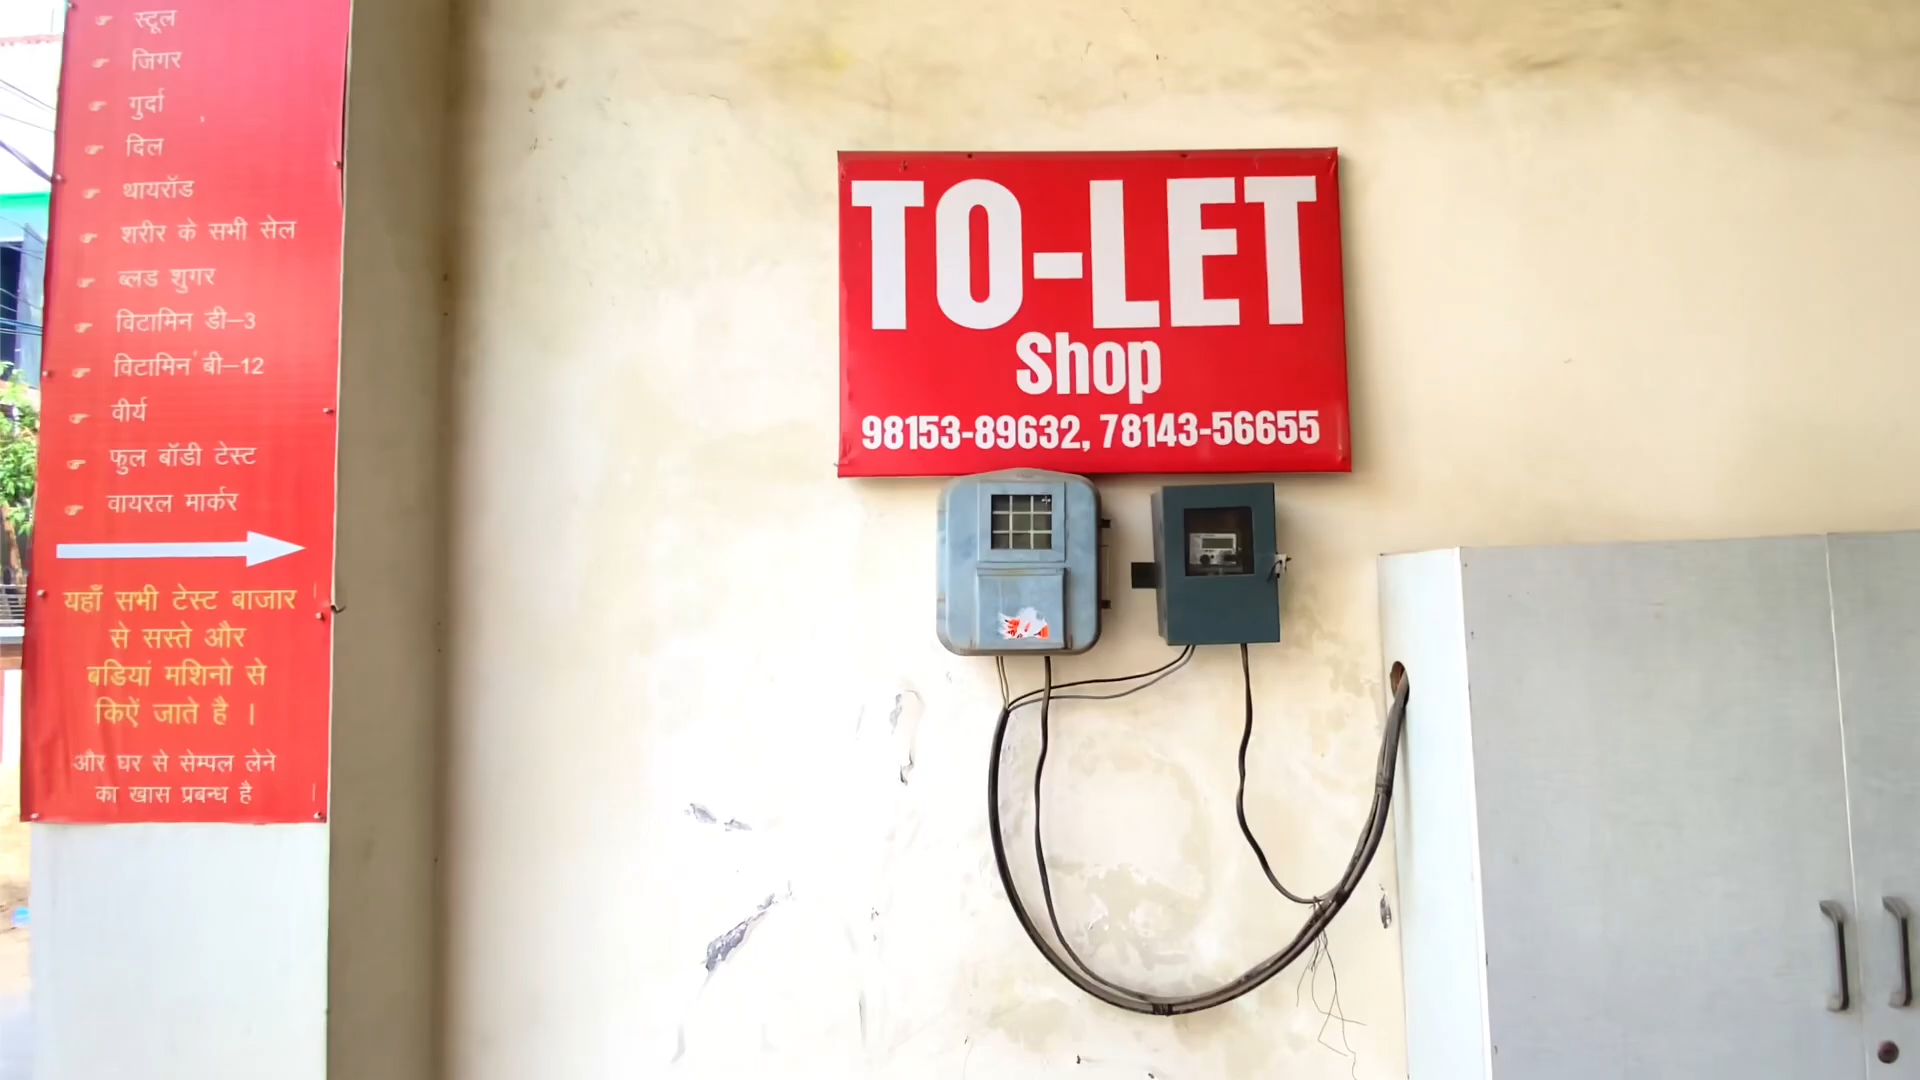 स्टूल
जिगर
गुर्दा
दिल
थायरॉड
शरीर के सभी सेल
ब्लड शुगर
विटामिन डी–3
विटामिन बी–12
वीर्य
फुल बॉडी टेस्ट
वायरल मार्कर
यहाँ सभी टेस्ट बाजार
से सस्ते और
बडियां मशिनो से
किऐं जाते है ।
और घर से सेम्पल लेने
का खास प्रबन्ध है
TO-LET
Shop
98153-89632, 78143-56655